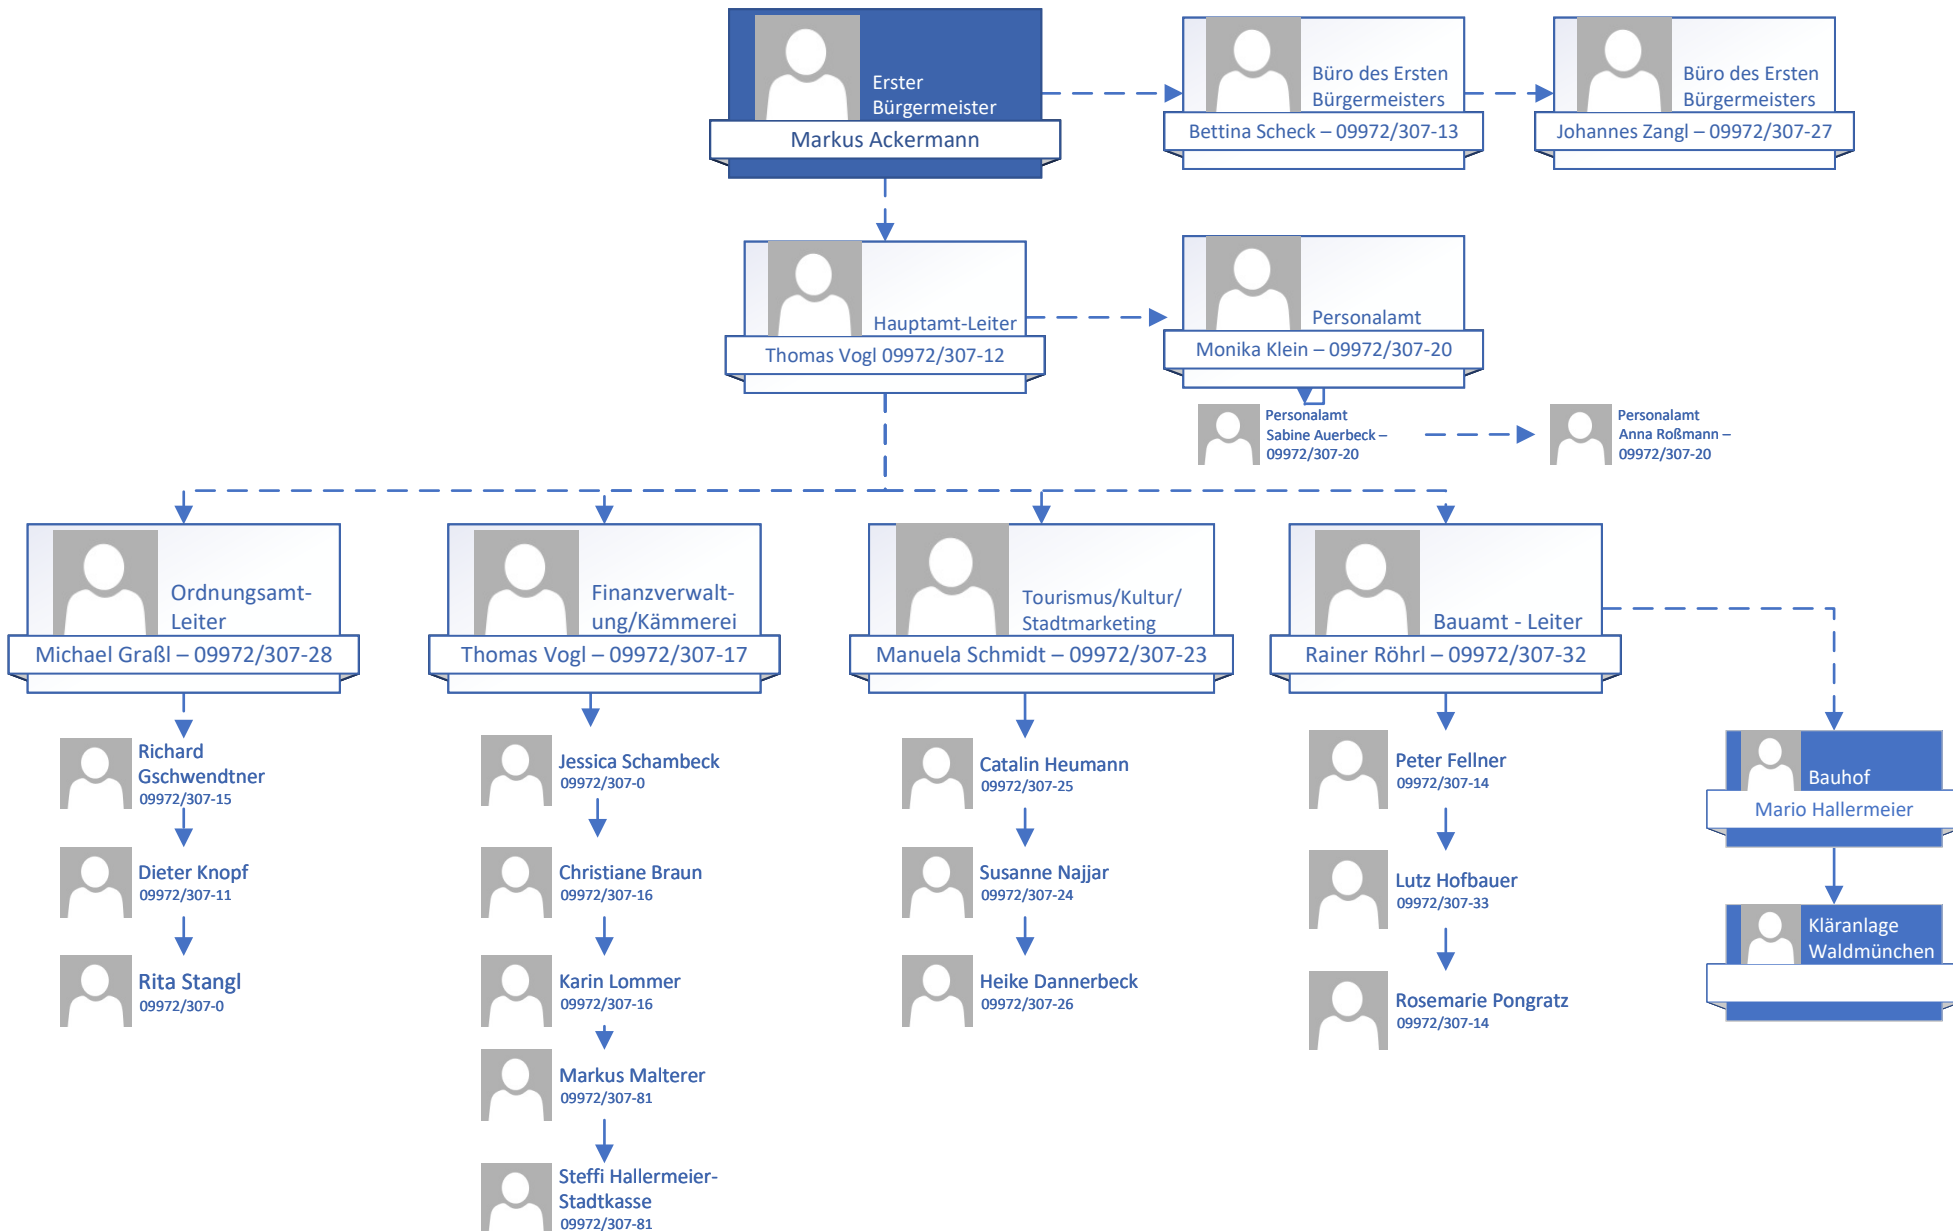 Erster
Bürgermeister
Markus Ackermann
Büro des Ersten
Bürgermeisters
Bettina Scheck – 09972/307-13
Büro des Ersten
Bürgermeisters
Johannes Zangl – 09972/307-27
Hauptamt-Leiter
Thomas Vogl 09972/307-12
Personalamt
Monika Klein – 09972/307-20
Personalamt
Sabine Auerbeck –
09972/307-20
Personalamt
Anna Roßmann –
09972/307-20
Ordnungsamt-
Leiter
Michael Graßl – 09972/307-28
Richard
Gschwendtner
09972/307-15
Dieter Knopf
09972/307-11
Rita Stangl
09972/307-0
Finanzverwalt-
ung/Kämmerei
Thomas Vogl – 09972/307-17
Jessica Schambeck
09972/307-0
Christiane Braun
09972/307-16
Karin Lommer
09972/307-16
Markus Malterer
09972/307-81
Steffi Hallermeier-
Stadtkasse
09972/307-81
Tourismus/Kultur/
Stadtmarketing
Manuela Schmidt – 09972/307-23
Catalin Heumann
09972/307-25
Susanne Najjar
09972/307-24
Heike Dannerbeck
09972/307-26
Bauamt - Leiter
Rainer Röhrl – 09972/307-32
Peter Fellner
09972/307-14
Lutz Hofbauer
09972/307-33
Rosemarie Pongratz
09972/307-14
Bauhof
Mario Hallermeier
Kläranlage
Waldmünchen